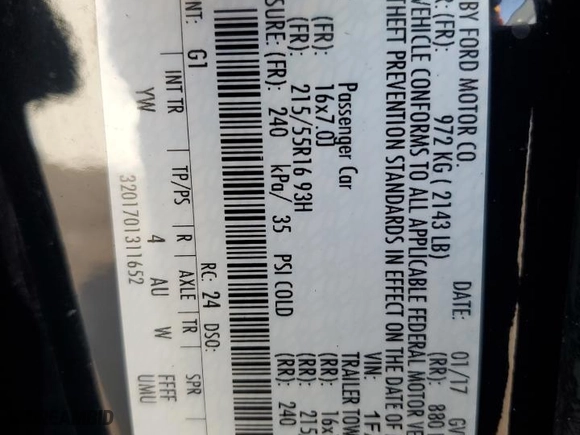 BY FORD MOTOR CO.
DATE: 01/17 GV
R: (FR): 972 KG ( 2143 LB) (RR): 880
VEHICLE CONFORMS TO ALL APPLICABLE FEDERAL MOTOR VE
THEFT PREVENTION STANDARDS IN EFFECT ON THE DATE OF
VIN: 1F
Passenger Car TRAILER TOW
(FR): 16x7.0J (RR): 16x
(FR): 215/55R16 93H (RR): 215
SURE: (FR): 240 kPa/ 35 PSI COLD (RR): 240
NT: G1 RC: 24 DSO:
INT TR TP/PS R AXLE TR SPR
YW 4 AU W FFFF
3201701311652 UMU